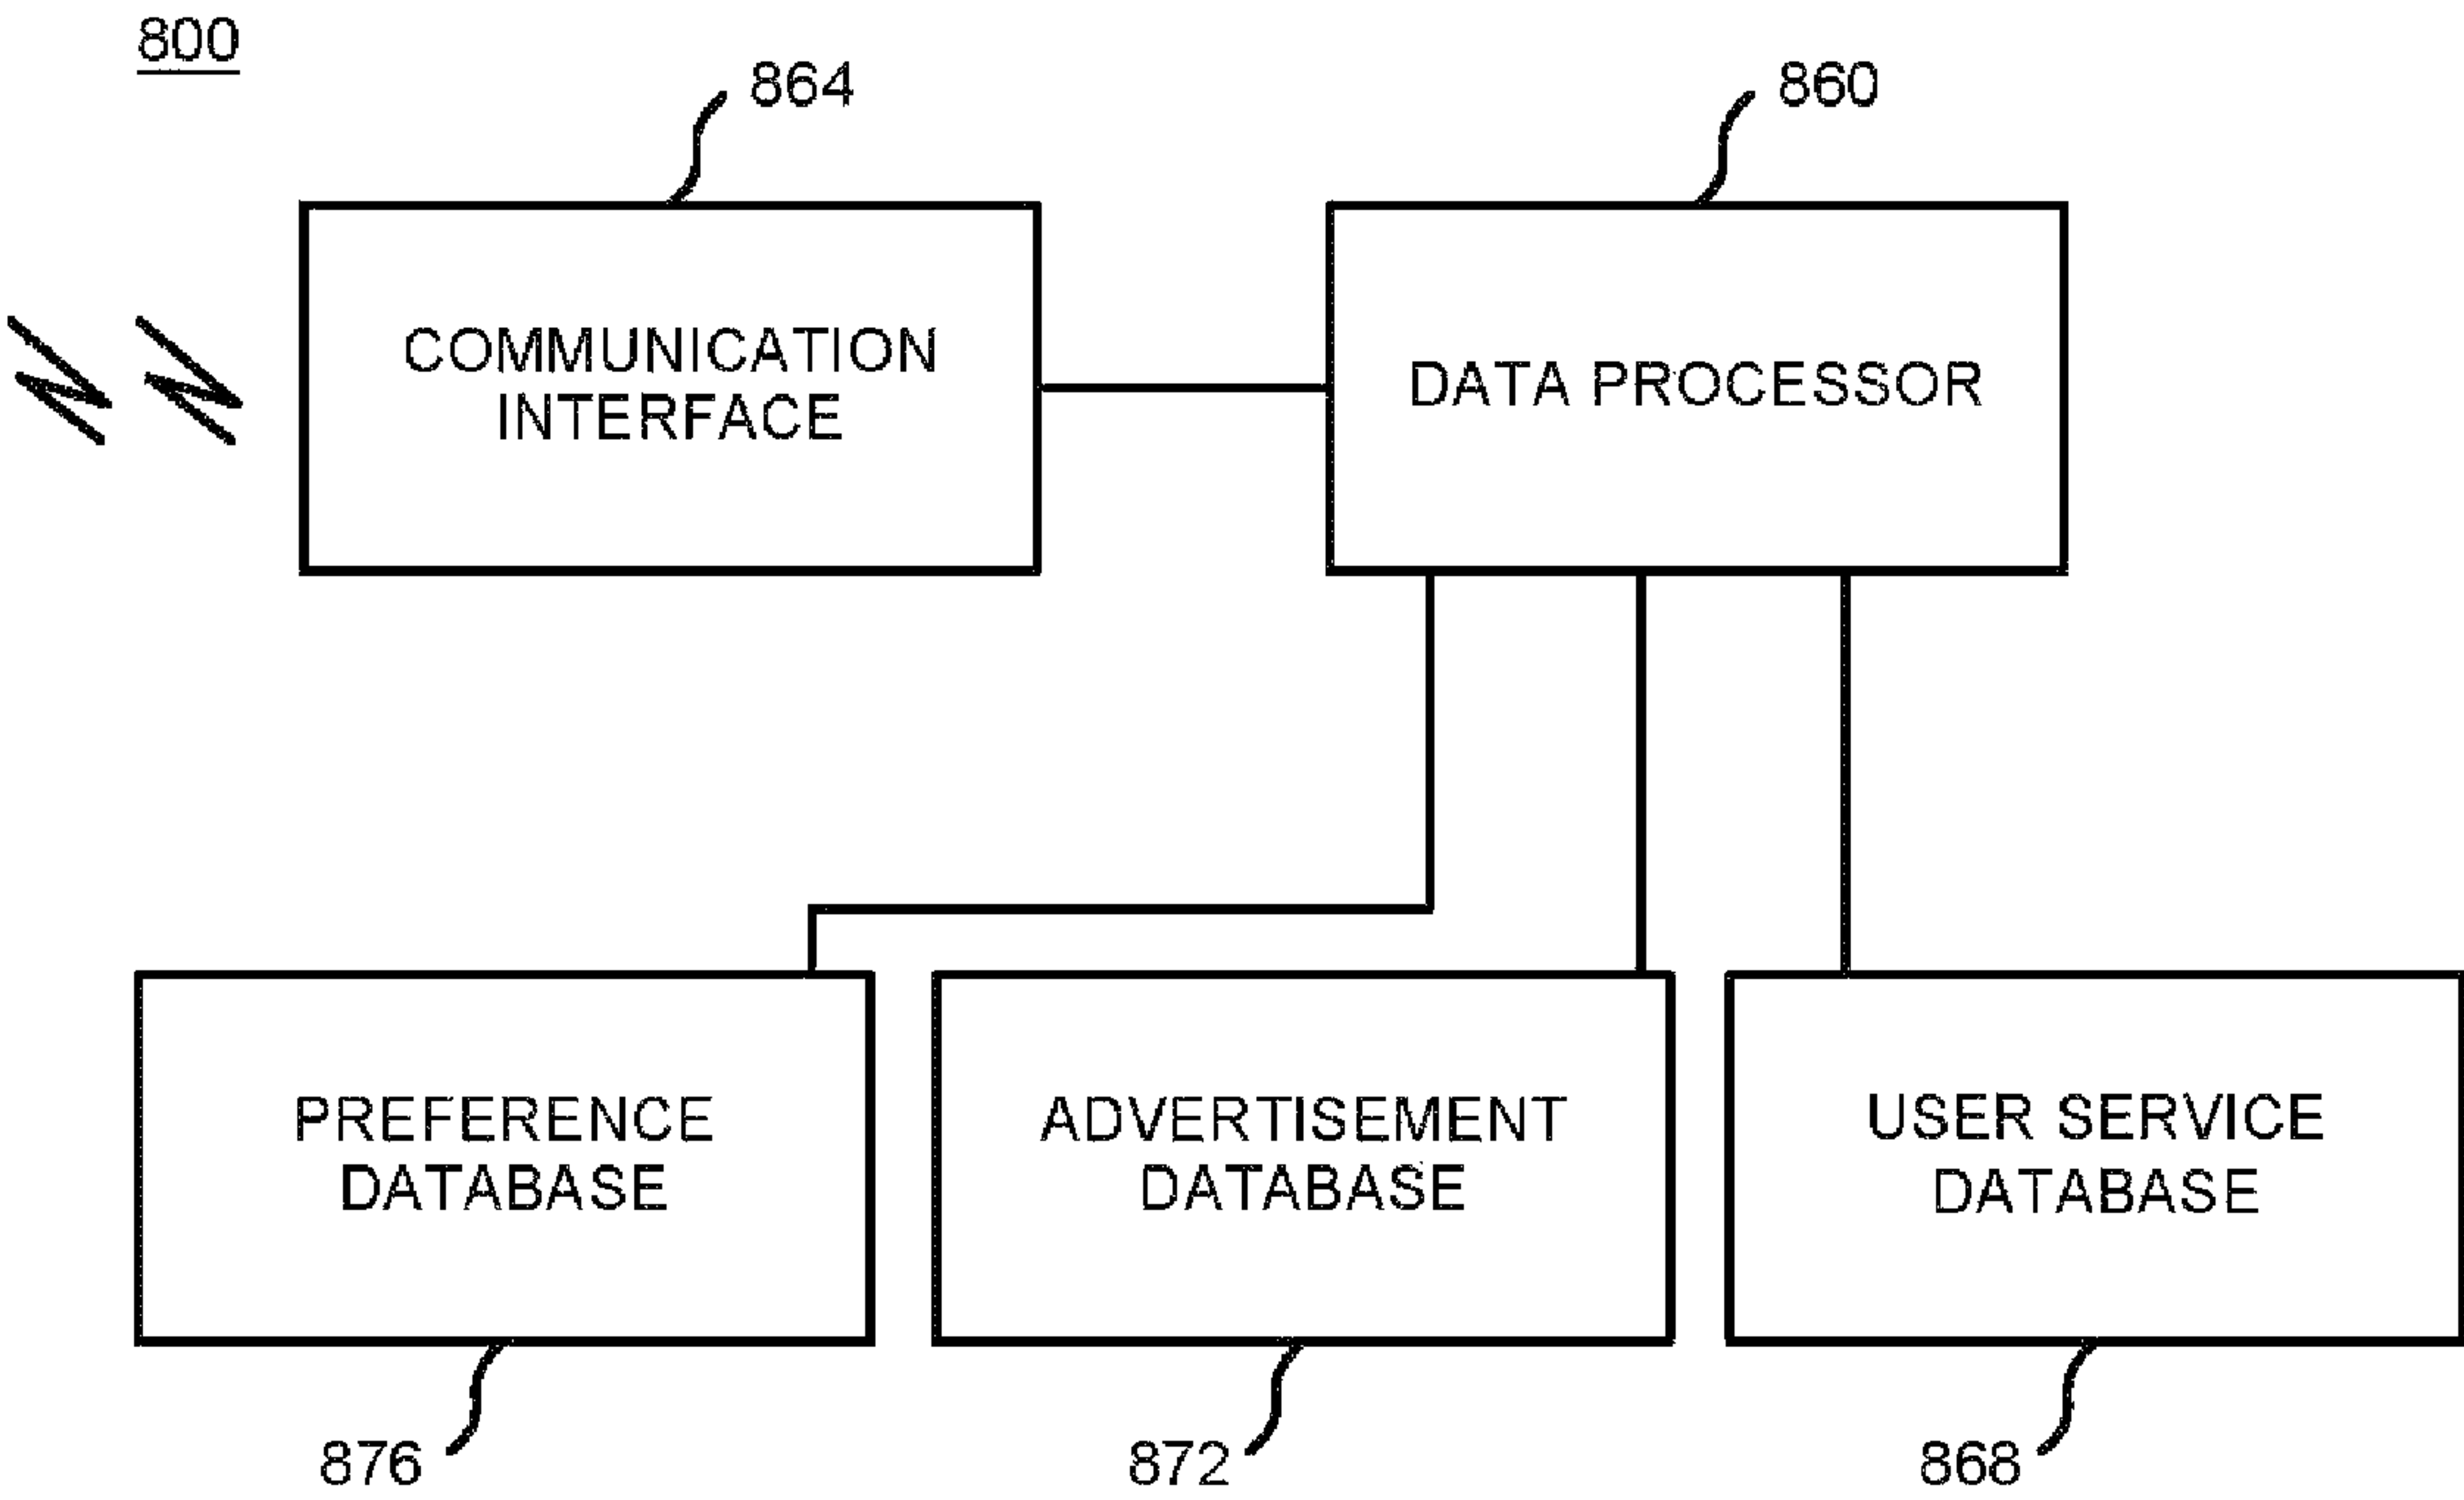 800
864
860
COMMUNICATION
INTERFACE
DATA PROCESSOR
PREFERENCE
DATABASE
ADVERTISEMENT
DATABASE
USER SERVICE
DATABASE
876
872
868